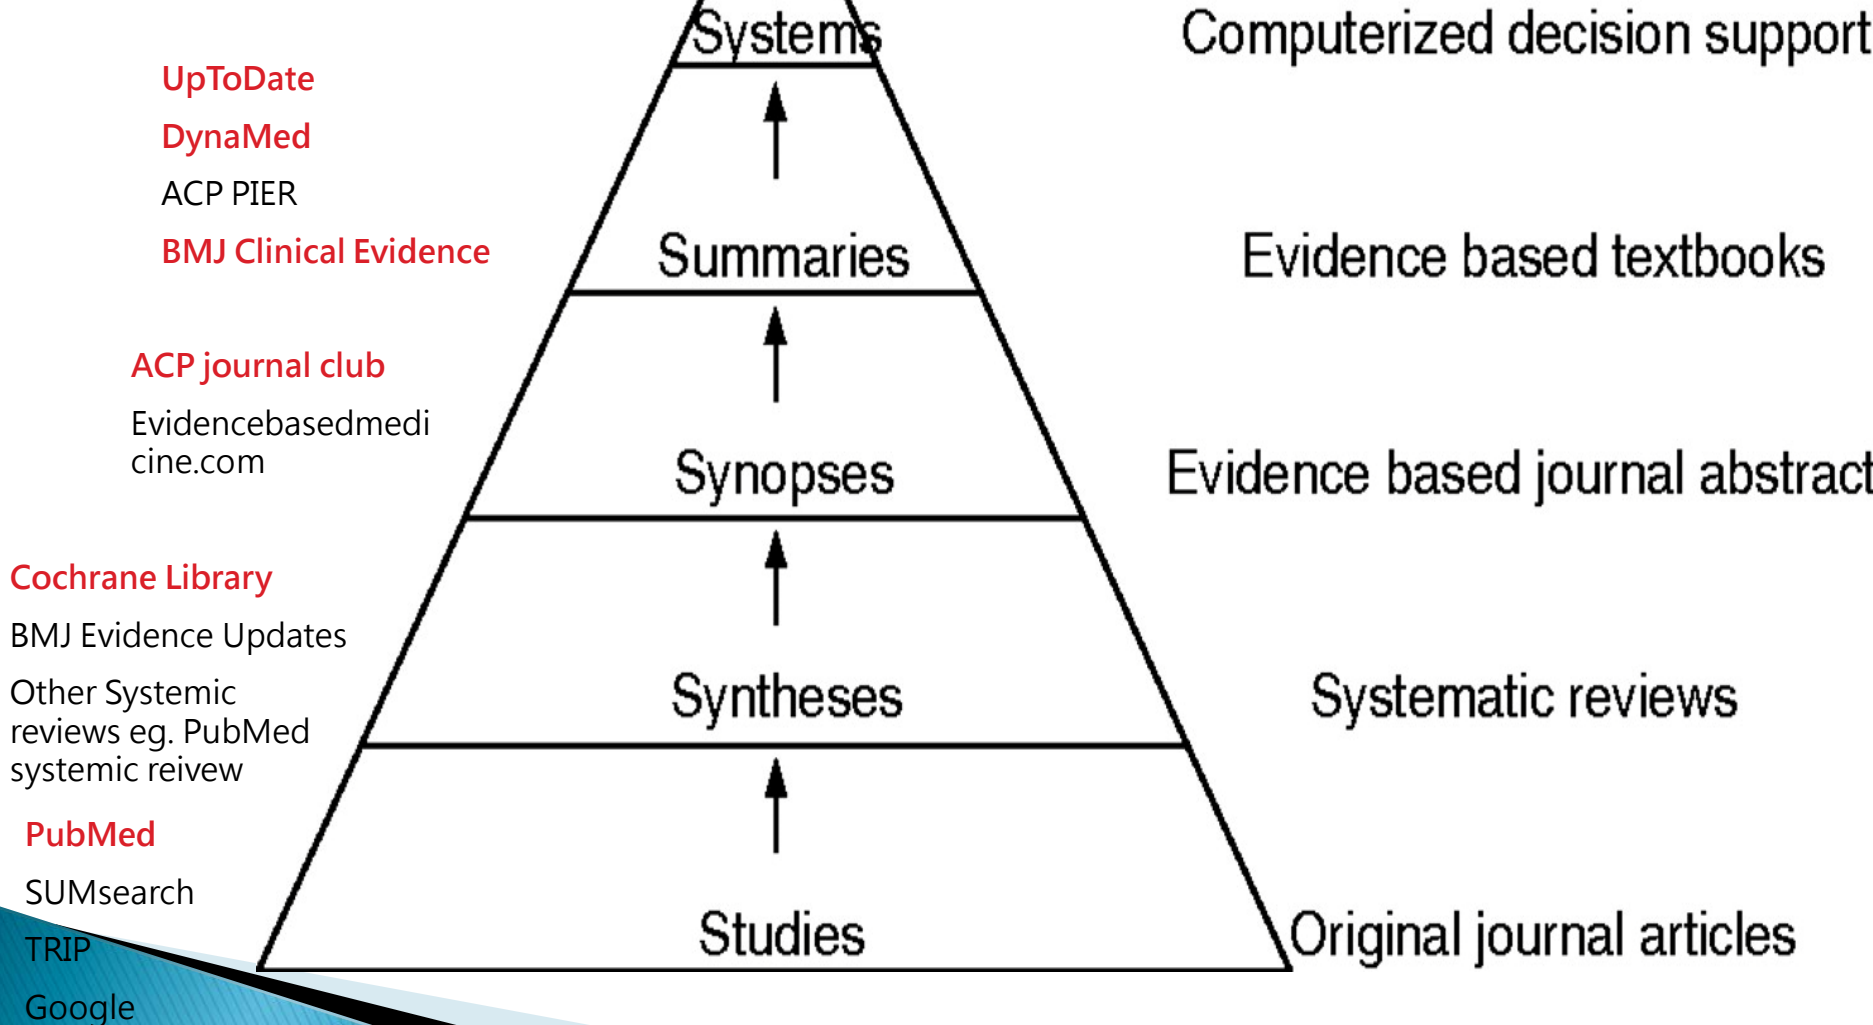 Systems
Computerized decision support
UpToDate
DynaMed
ACP PIER
BMJ Clinical Evidence
Summaries
Evidence based textbooks
ACP journal club
Evidencebasedmedi
cine.com
Synopses
Evidence based journal abstract
Cochrane Library
BMJ Evidence Updates
Other Systemic
reviews eg. PubMed
systemic reivew
Syntheses
Systematic reviews
PubMed
SUMsearch
TRIP
Google
Studies
Original journal articles